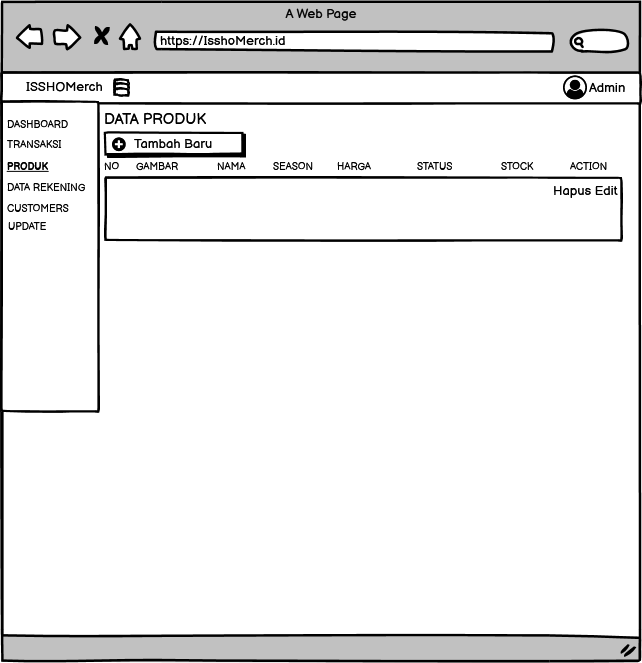 A Web Page
https://IsshoMerch.id
ISSHOMerch
Admin
DASHBOARD
TRANSAKSI
PRODUK
DATA REKENING
CUSTOMERS
UPDATE
DATA PRODUK
Tambah Baru
NO GAMBAR NAMA SEASON HARGA STATUS STOCK ACTION
Hapus Edit